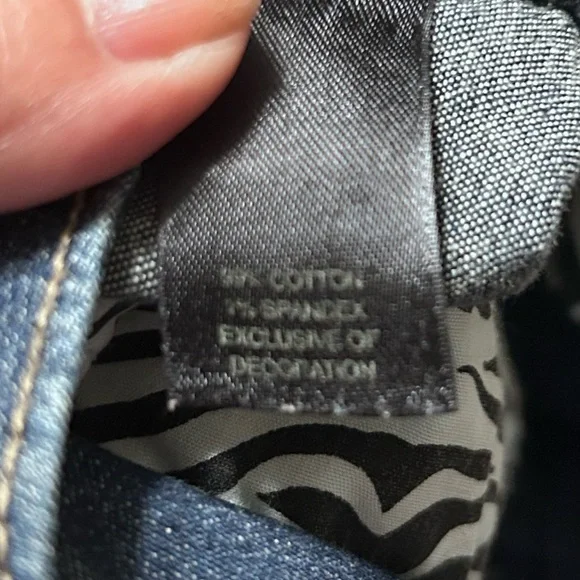 COTTON
SPANDEX
EXCLUSIVE OF
DECORATION